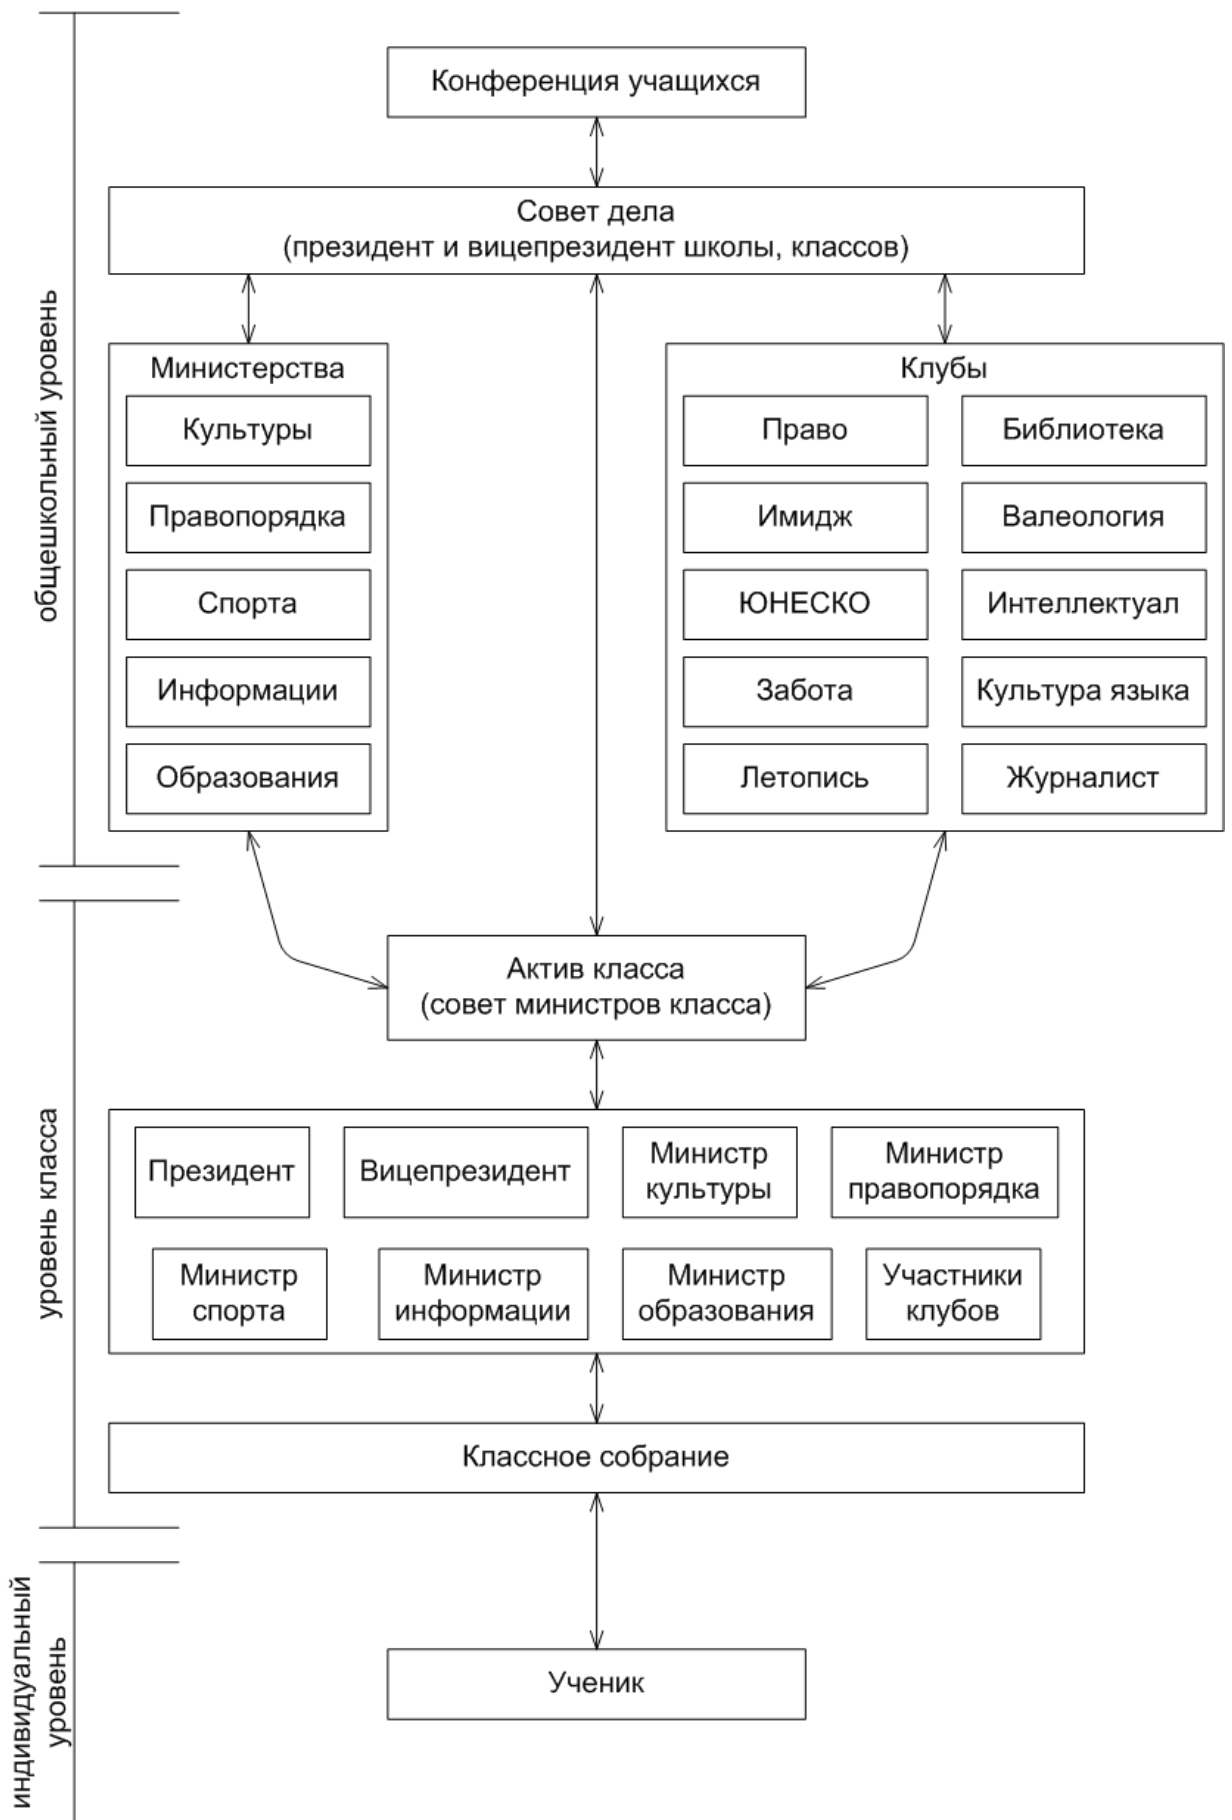 общешкольный уровень
Конференция учащихся
Совет дела
(президент и вицепрезидент школы, классов)
Министерства
Культуры
Правопорядка
Спорта
Информации
Образования
Клубы
Право
Библиотека
Имидж
Валеология
ЮНЕСКО
Интеллектуал
Забота
Культура языка
Летопись
Журналист
уровень класса
Актив класса
(совет министров класса)
Президент
Вицепрезидент
Министр
культуры
Министр
правопорядка
Министр
спорта
Министр
информации
Министр
образования
Участники
клубов
Классное собрание
индивидуальный
уровень
Ученик